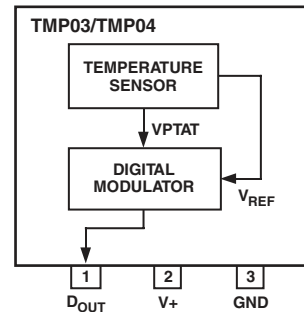 TMP03/TMP04
TEMPERATURE
SENSOR
VPTAT
DIGITAL
MODULATOR
VREF
1 2 3
DOUT V+ GND